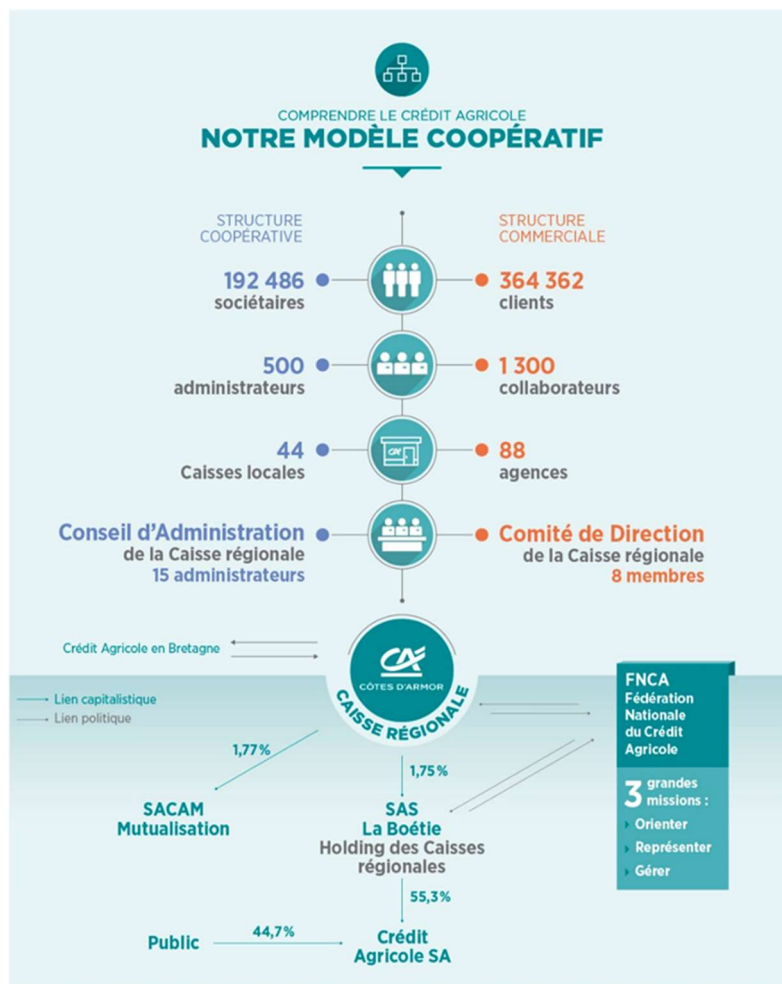 COMPRENDRE LE CRÉDIT AGRICOLE
NOTRE MODÈLE COOPÉRATIF
STRUCTURE
COOPÉRATIVE
STRUCTURE
COMMERCIALE
192 486
sociétaires
364 362
clients
500
administrateurs
1 300
collaborateurs
44
Caisses locales
CA
88
agences
Conseil d'Administration
de la Caisse régionale
15 administrateurs
Comité de Direction
de la Caisse régionale
8 membres
Crédit Agricole en Bretagne
CA
CÔTES D'ARMOR
CAISSE RÉGIONALE
Lien capitalistique
Lien politique
FNCA
Fédération
Nationale
du Crédit
Agricole
3 grandes
missions :
Orienter
Représenter
Gérer
1,77%
1,75%
SACAM
Mutualisation
SAS
La Boétie
Holding des Caisses
régionales
55,3%
Public
44,7%
Crédit
Agricole SA